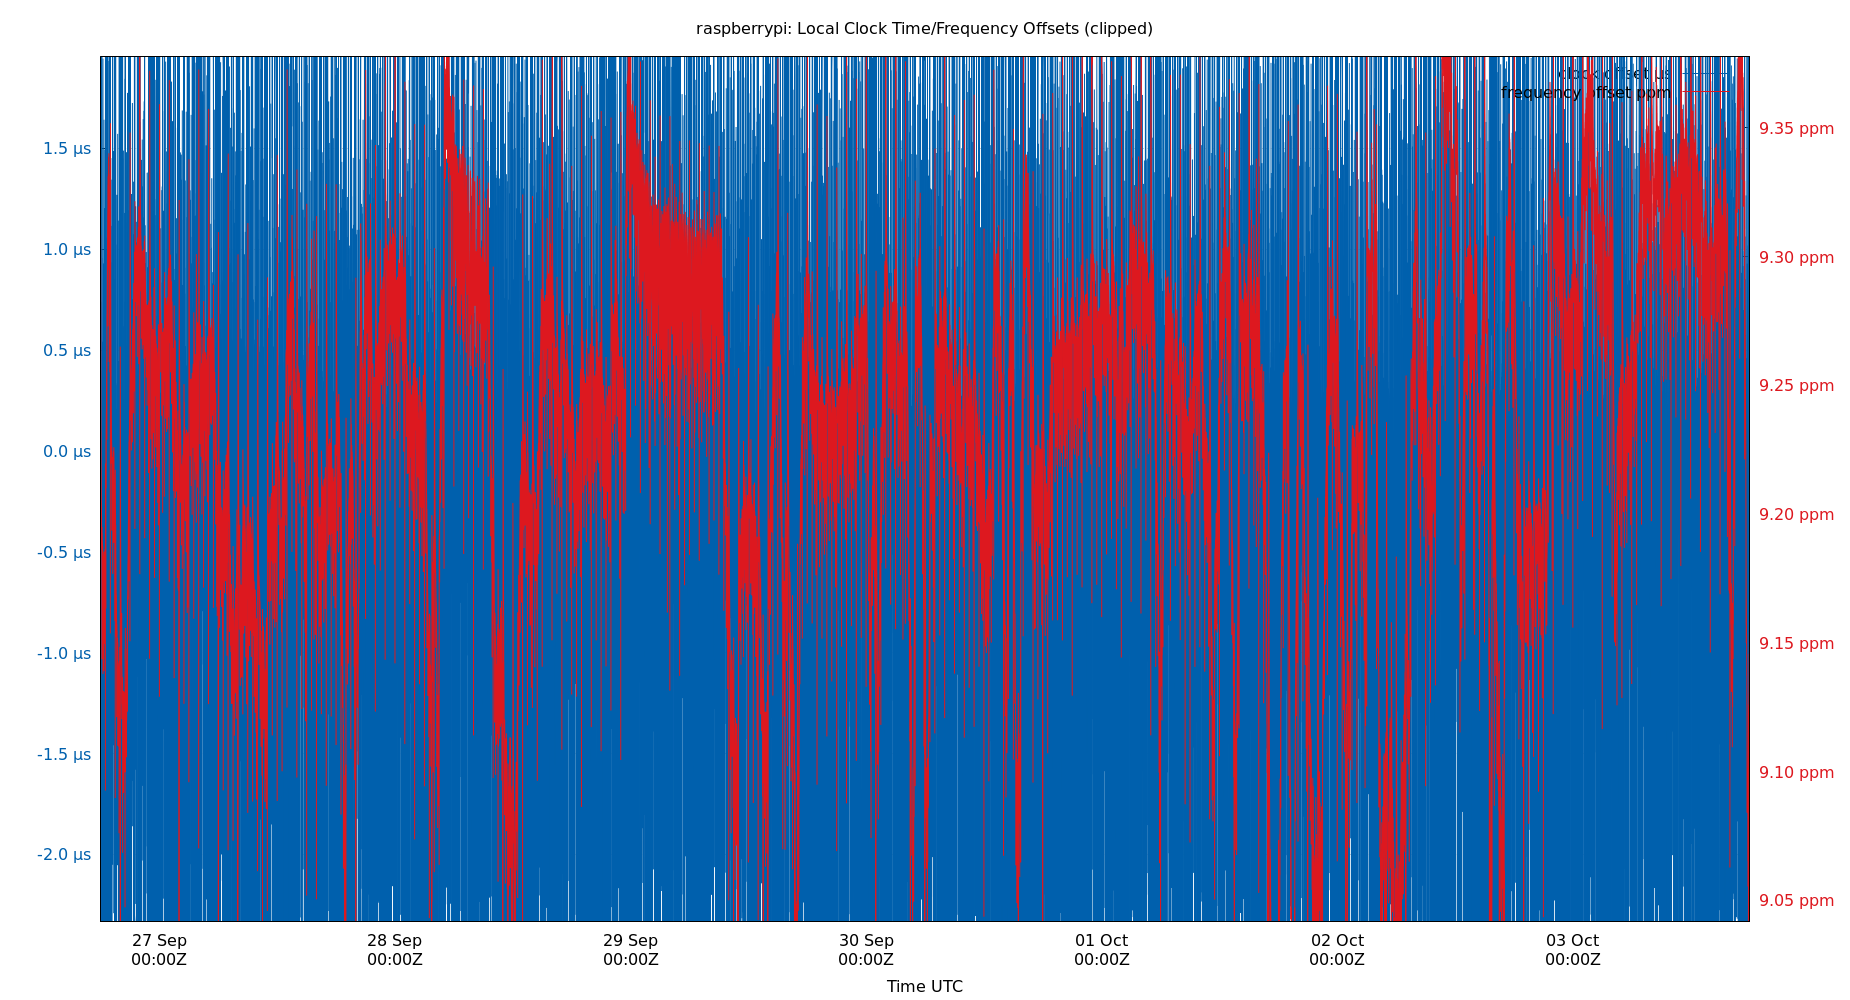 raspberrypi: Local Clock Time/Frequency Offsets (clipped)
clock offset us
frequency offset ppm
1.5 µs
1.0 µs
0.5 µs
0.0 µs
-0.5 µs
-1.0 µs
-1.5 µs
-2.0 µs
9.35 ppm
9.30 ppm
9.25 ppm
9.20 ppm
9.15 ppm
9.10 ppm
9.05 ppm
27 Sep 28 Sep 29 Sep 30 Sep 01 Oct 02 Oct 03 Oct
00:00Z 00:00Z 00:00Z 00:00Z 00:00Z 00:00Z 00:00Z
Time UTC